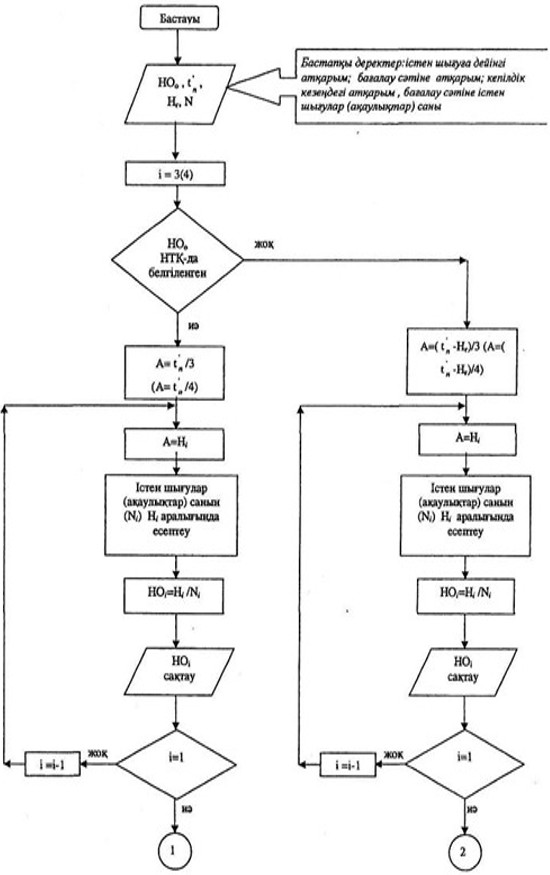 Бастауы
НОₒ, t'ₙ,
Hᵣ, N
Бастапқы деректер:істен шығуға дейінгі
атқарым; бағалау сәтіне атқарым; кепілдік
кезеңдегі атқарым , бағалау сәтіне істен
шығулар (ақаулықтар) саны
i = 3(4)
НОₒ
НТҚ-да
белгіленген
жоқ
иә
A= t'ₙ /3
(A= t'ₙ /4)
A=( t'ₙ -Hᵣ)/3 (A=(
t'ₙ -Hᵣ)/4)
A=Hᵢ
A=Hᵢ
Істен шығулар
(ақаулықтар) санын
(Nᵢ) Hᵢ аралығында
есептеу
Істен шығулар
(ақаулықтар) санын
(Nᵢ) Hᵢ аралығында
есептеу
HOᵢ=Hᵢ /Nᵢ
HOᵢ=Hᵢ /Nᵢ
HOᵢ
сақтау
HOᵢ
сақтау
i=1
жоқ
i =i-1
иә
i=1
жоқ
i =i-1
иә
1
2